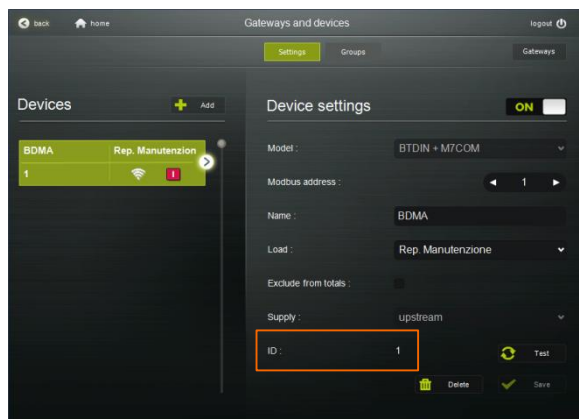 back home Gateways and devices logout
Settings Groups Gateways
Devices Add
BDMA Rep. Manutenzion
1 I
Device settings ON
Model : BTDIN + M7COM
Modbus address : 1
Name : BDMA
Load : Rep. Manutenzione
Exclude from totals :
Supply : upstream
ID : 1 Test
Delete Save